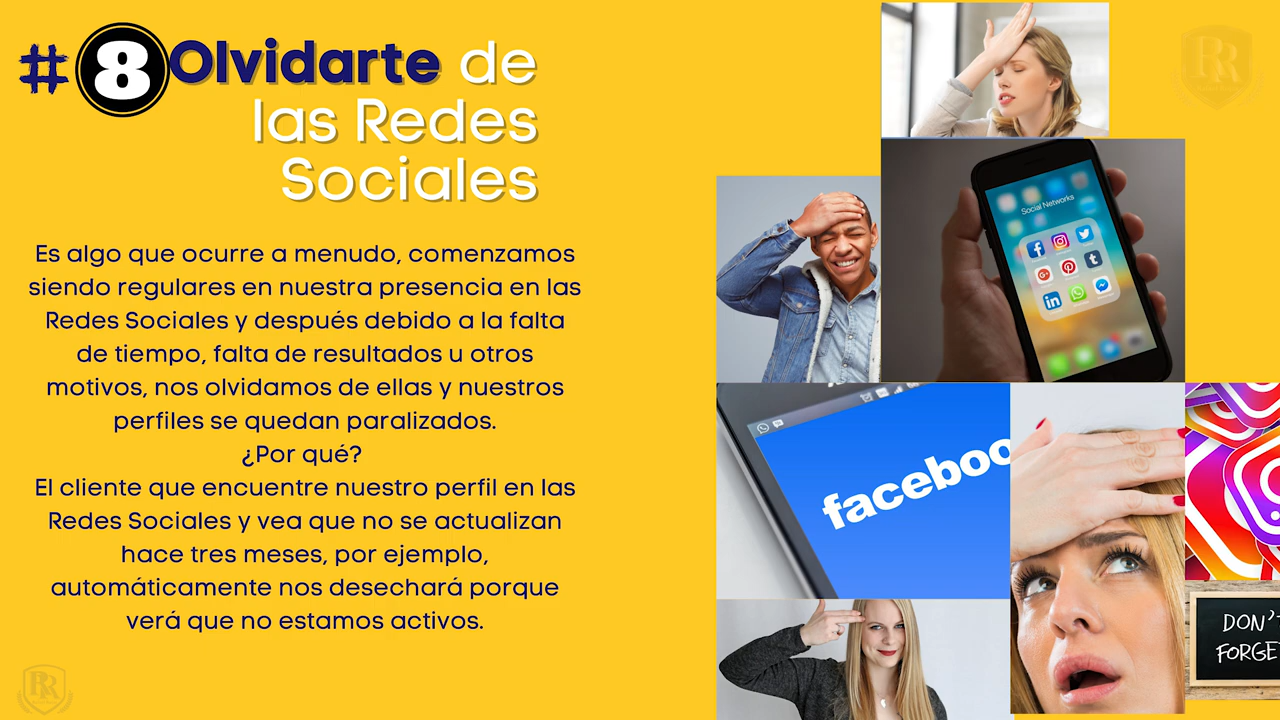 #8 Olvidarte de
las Redes
Sociales
Es algo que ocurre a menudo, comenzamos
siendo regulares en nuestra presencia en las
Redes Sociales y después debido a la falta
de tiempo, falta de resultados u otros
motivos, nos olvidamos de ellas y nuestros
perfiles se quedan paralizados.
¿Por qué?
El cliente que encuentre nuestro perfil en las
Redes Sociales y vea que no se actualizan
hace tres meses, por ejemplo,
automáticamente nos desechará porque
verá que no estamos activos.
RR
Social Networks
faceboo
DON'T
FORGE
RR